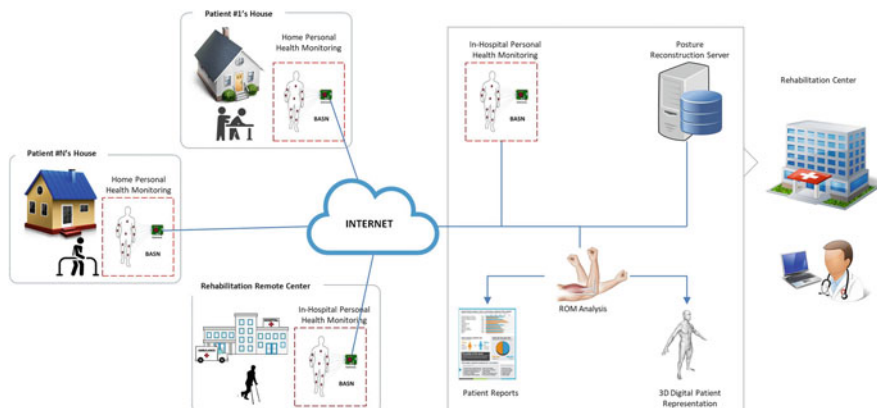 Patient #1's House
Home Personal
Health Monitoring
BASN
Patient #N's House
Home Personal
Health Monitoring
BASN
Rehabilitation Remote Center
In-Hospital Personal
Health Monitoring
HOSPITAL
AMBULANCE
BASN
INTERNET
In-Hospital Personal
Health Monitoring
BASN
Posture
Reconstruction Server
ROM Analysis
Patient Reports
3D Digital Patient
Representation
Rehabilitation Center